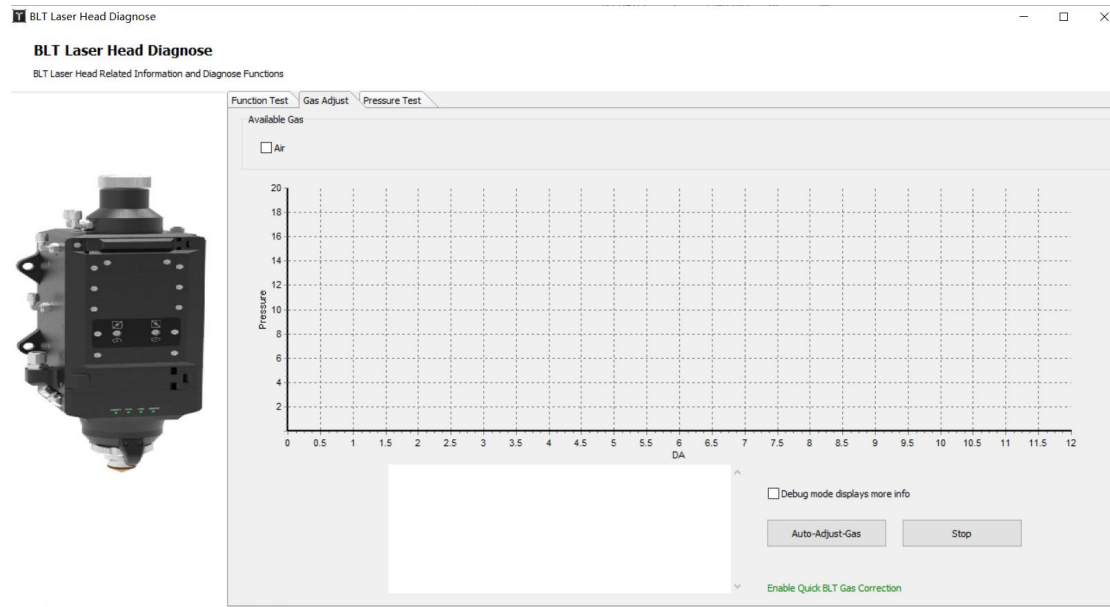 BLT Laser Head Diagnose
BLT Laser Head Diagnose
BLT Laser Head Related Information and Diagnose Functions
Function Test Gas Adjust Pressure Test
Available Gas
Air
20
18
16
14
12
10
8
6
4
2
Pressure
0 0.5 1 1.5 2 2.5 3 3.5 4 4.5 5 5.5 6 6.5 7 7.5 8 8.5 9 9.5 10 10.5 11 11.5 12
DA
Debug mode displays more info
Auto-Adjust-Gas Stop
Enable Quick BLT Gas Correction